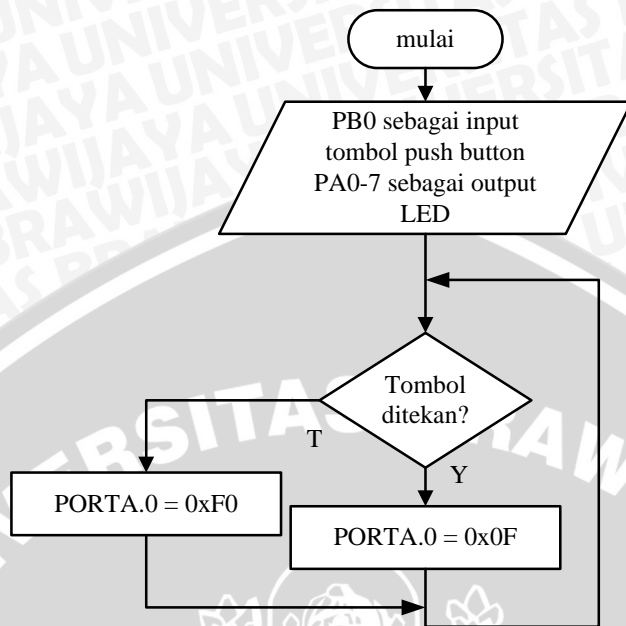 mulai
PB0 sebagai input
tombol push button
PA0-7 sebagai output
LED
Tombol
ditekan?
T
Y
PORTA.0 = 0xF0
PORTA.0 = 0x0F